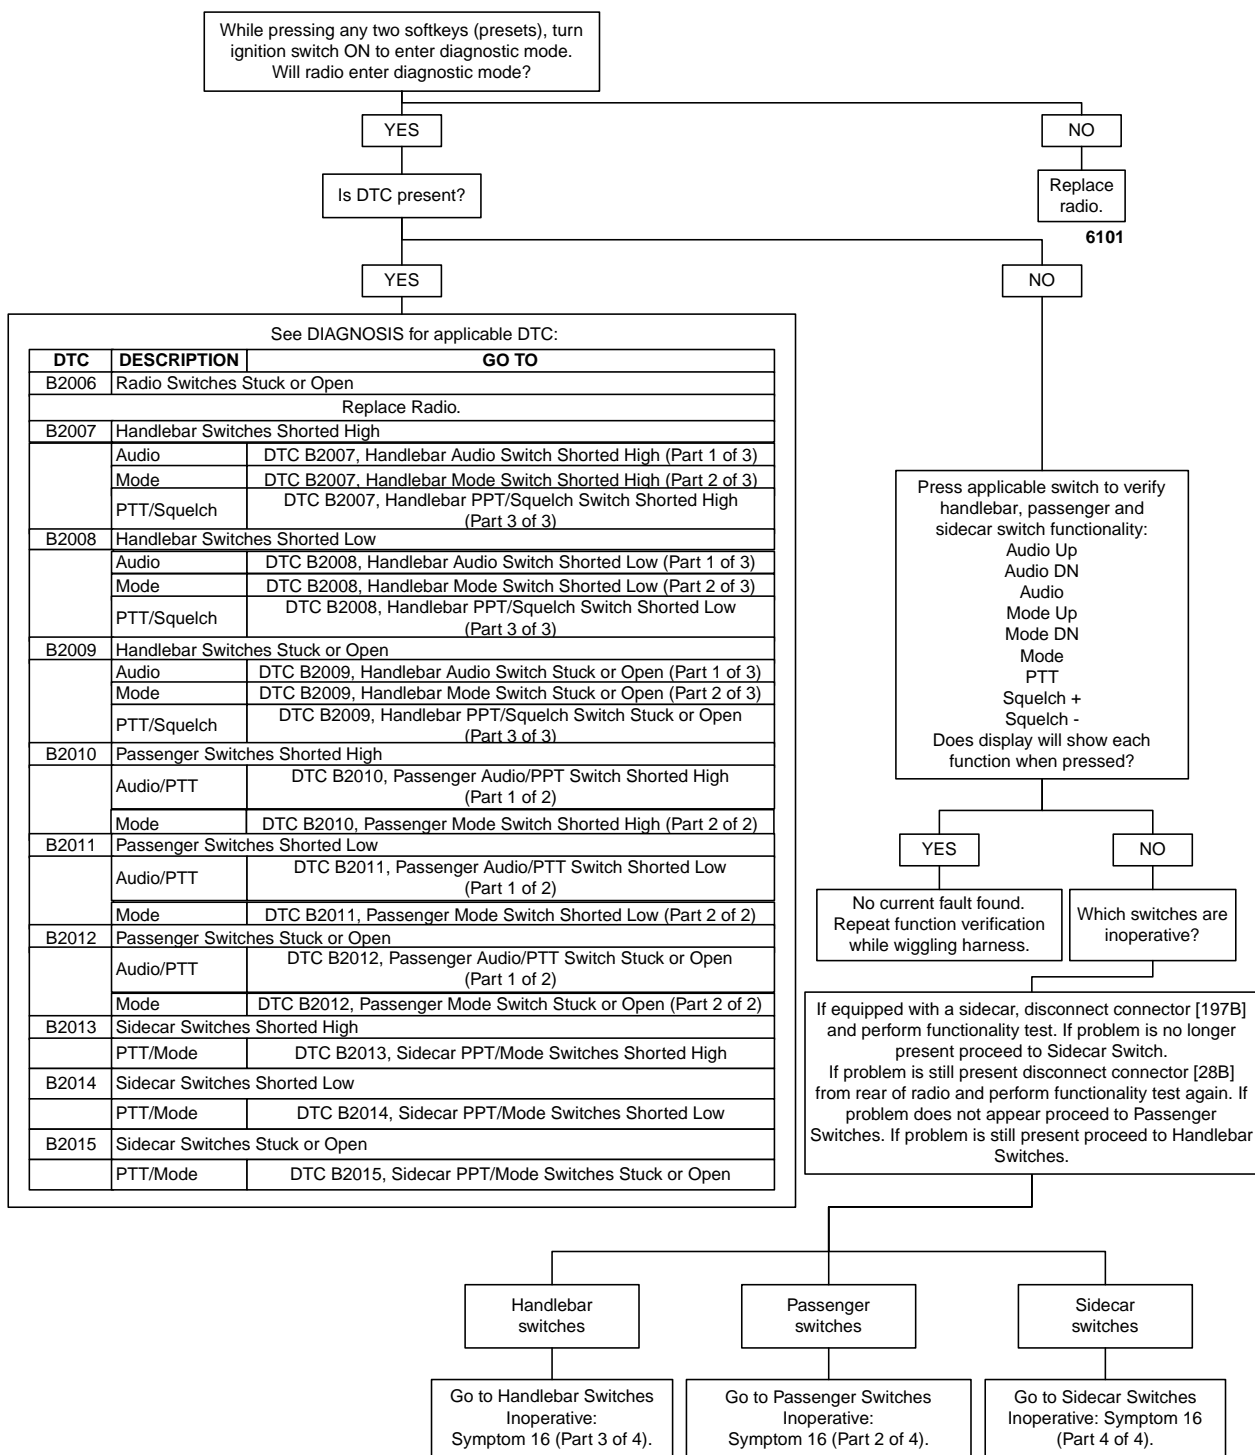 While pressing any two softkeys (presets), turn
ignition switch ON to enter diagnostic mode.
Will radio enter diagnostic mode?
YES
NO
Is DTC present?
Replace
radio.
6101
YES
NO
See DIAGNOSIS for applicable DTC:
DTC DESCRIPTION GO TO
B2006 Radio Switches Stuck or Open
Replace Radio.
B2007 Handlebar Switches Shorted High
Audio DTC B2007, Handlebar Audio Switch Shorted High (Part 1 of 3)
Mode DTC B2007, Handlebar Mode Switch Shorted High (Part 2 of 3)
PTT/Squelch DTC B2007, Handlebar PPT/Squelch Switch Shorted High
(Part 3 of 3)
B2008 Handlebar Switches Shorted Low
Audio DTC B2008, Handlebar Audio Switch Shorted Low (Part 1 of 3)
Mode DTC B2008, Handlebar Mode Switch Shorted Low (Part 2 of 3)
PTT/Squelch DTC B2008, Handlebar PPT/Squelch Switch Shorted Low
(Part 3 of 3)
B2009 Handlebar Switches Stuck or Open
Audio DTC B2009, Handlebar Audio Switch Stuck or Open (Part 1 of 3)
Mode DTC B2009, Handlebar Mode Switch Stuck or Open (Part 2 of 3)
PTT/Squelch DTC B2009, Handlebar PPT/Squelch Switch Stuck or Open
(Part 3 of 3)
B2010 Passenger Switches Shorted High
Audio/PTT DTC B2010, Passenger Audio/PPT Switch Shorted High
(Part 1 of 2)
Mode DTC B2010, Passenger Mode Switch Shorted High (Part 2 of 2)
B2011 Passenger Switches Shorted Low
Audio/PTT DTC B2011, Passenger Audio/PTT Switch Shorted Low
(Part 1 of 2)
Mode DTC B2011, Passenger Mode Switch Shorted Low (Part 2 of 2)
B2012 Passenger Switches Stuck or Open
Audio/PTT DTC B2012, Passenger Audio/PTT Switch Stuck or Open
(Part 1 of 2)
Mode DTC B2012, Passenger Mode Switch Stuck or Open (Part 2 of 2)
B2013 Sidecar Switches Shorted High
PTT/Mode DTC B2013, Sidecar PPT/Mode Switches Shorted High
B2014 Sidecar Switches Shorted Low
PTT/Mode DTC B2014, Sidecar PPT/Mode Switches Shorted Low
B2015 Sidecar Switches Stuck or Open
PTT/Mode DTC B2015, Sidecar PPT/Mode Switches Stuck or Open
Press applicable switch to verify
handlebar, passenger and
sidecar switch functionality:
Audio Up
Audio DN
Audio
Mode Up
Mode DN
Mode
PTT
Squelch +
Squelch -
Does display will show each
function when pressed?
YES
NO
No current fault found.
Repeat function verification
while wiggling harness.
Which switches are
inoperative?
If equipped with a sidecar, disconnect connector [197B]
and perform functionality test. If problem is no longer
present proceed to Sidecar Switch.
If problem is still present disconnect connector [28B]
from rear of radio and perform functionality test again. If
problem does not appear proceed to Passenger
Switches. If problem is still present proceed to Handlebar
Switches.
Handlebar
switches
Passenger
switches
Sidecar
switches
Go to Handlebar Switches
Inoperative:
Symptom 16 (Part 3 of 4).
Go to Passenger Switches
Inoperative:
Symptom 16 (Part 2 of 4).
Go to Sidecar Switches
Inoperative: Symptom 16
(Part 4 of 4).